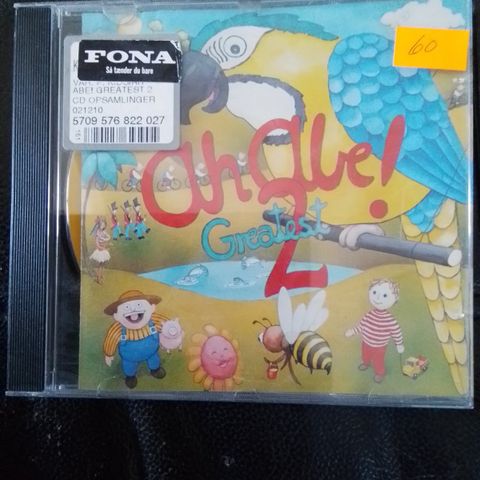 FONA
Så tænder du bare
ABE! GREATEST 2
CD OPSAMLINGER
021210
5709 576 822 027
60
Ah Abe!
Greatest
2